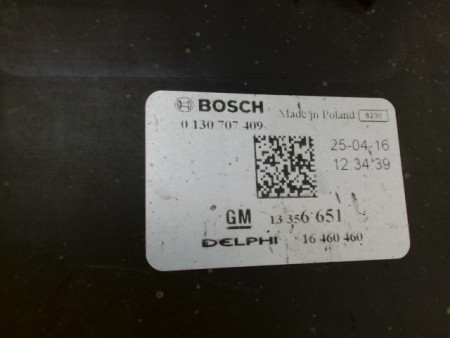 BOSCH Made in Poland
0 130 707 409
25-04-16
12 34 39
GM 13 356 651
DELPHI 16 460 460